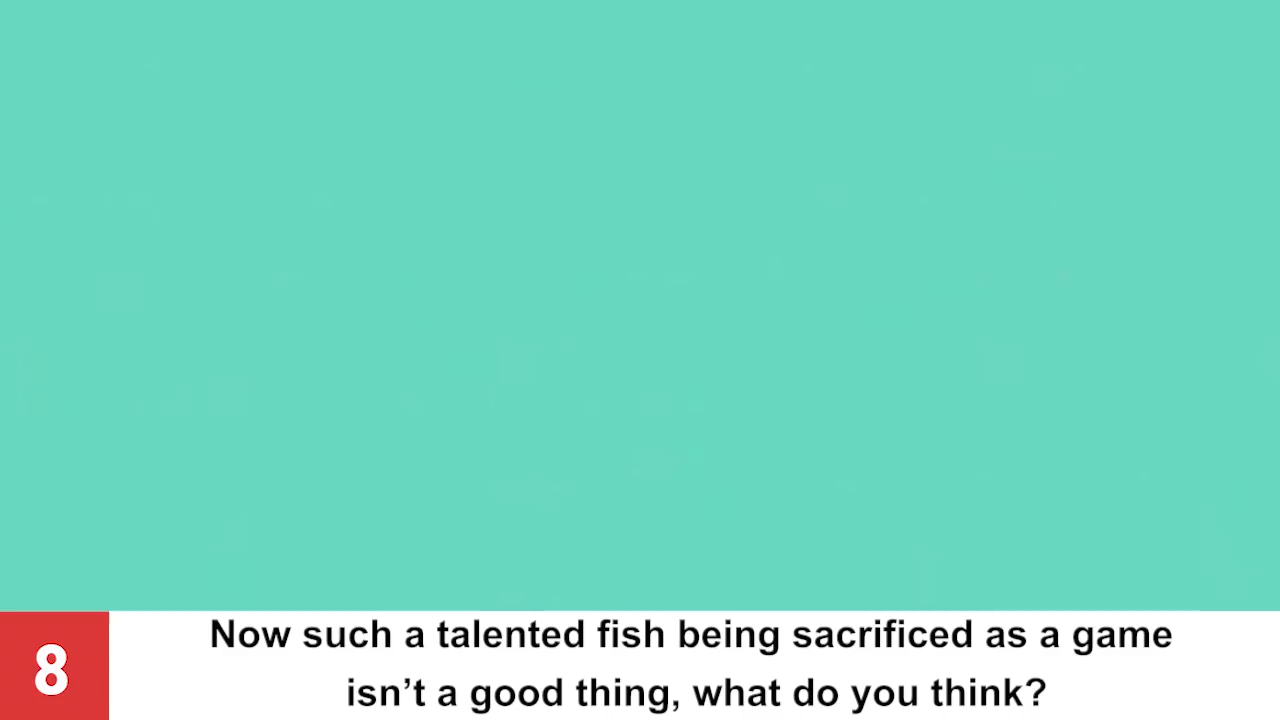 8
Now such a talented fish being sacrificed as a game
isn’t a good thing, what do you think?